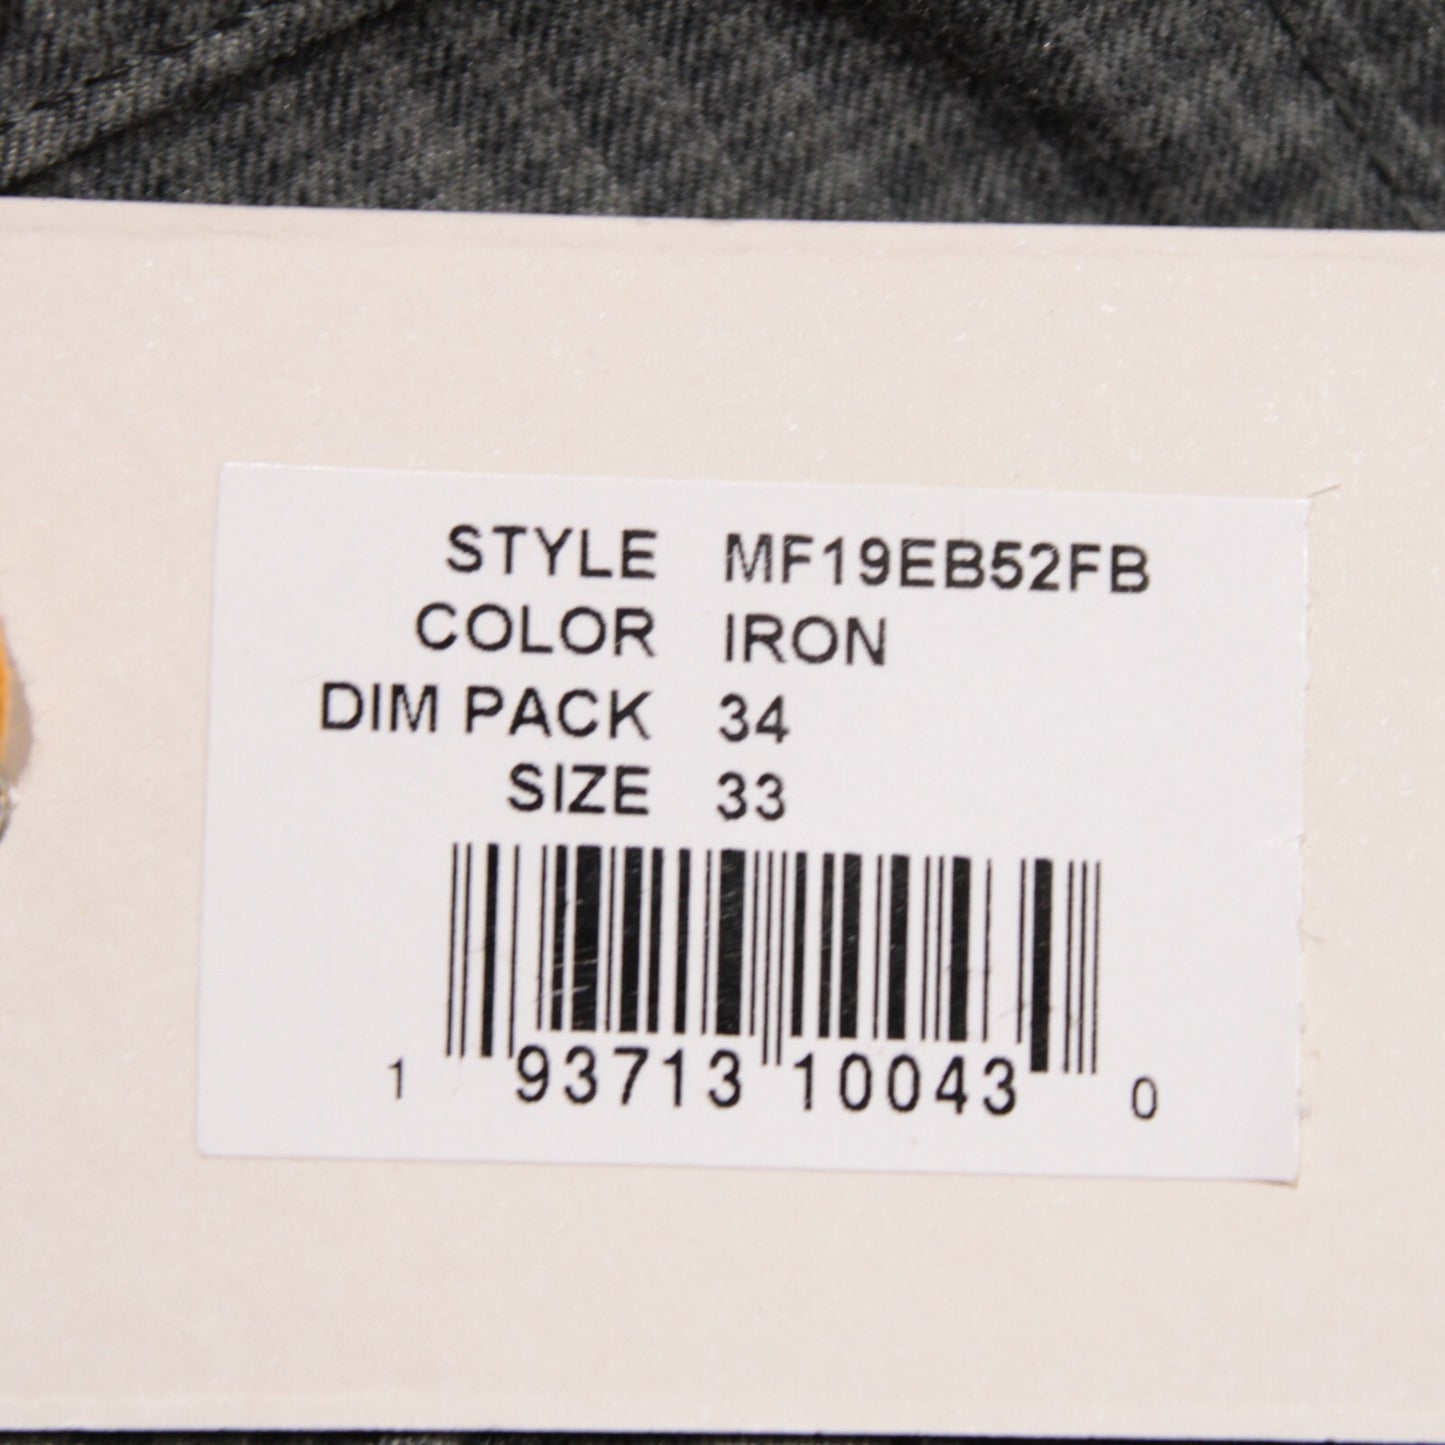 STYLE MF19EB52FB
COLOR IRON
DIM PACK 34
SIZE 33
1 93713 10043 0